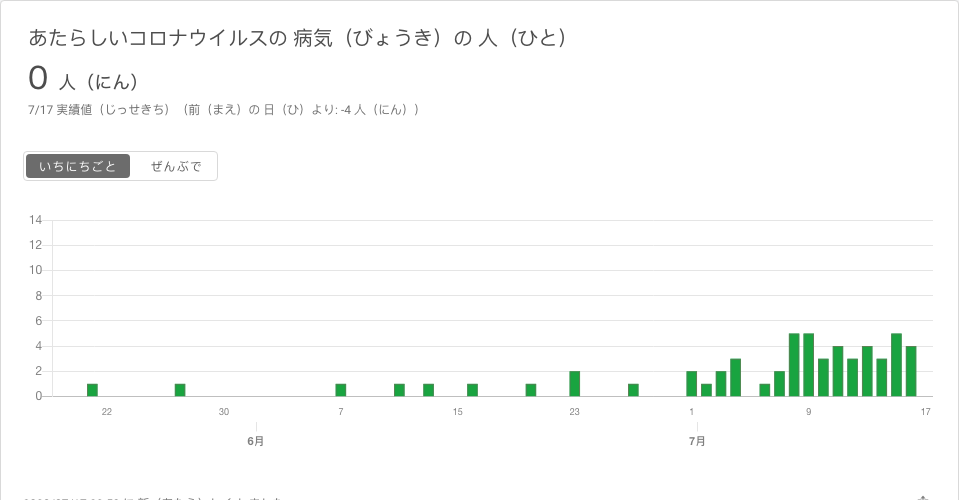 あたらしいコロナウイルスの 病気（びょうき）の 人（ひと）
0 人（にん）
7/17 実績値（じっせきち）（前（まえ）の 日（ひ）より: -4 人（にん））
いちにちごと ぜんぶで
14
12
10
8
6
4
2
0
22 30 7 15 23 1 9 17
6月 7月